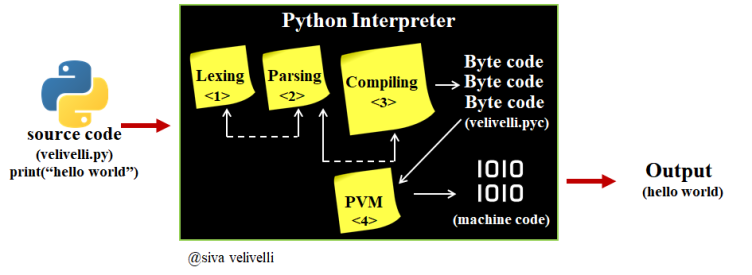 Python Interpreter
Lexing
<1>
Parsing
<2>
Compiling
<3>
Byte code
Byte code
Byte code
(velivelli.pyc)
source code
(velivelli.py)
print(“hello world”)
PVM
<4>
1010
1010
(machine code)
Output
(hello world)
@siva velivelli